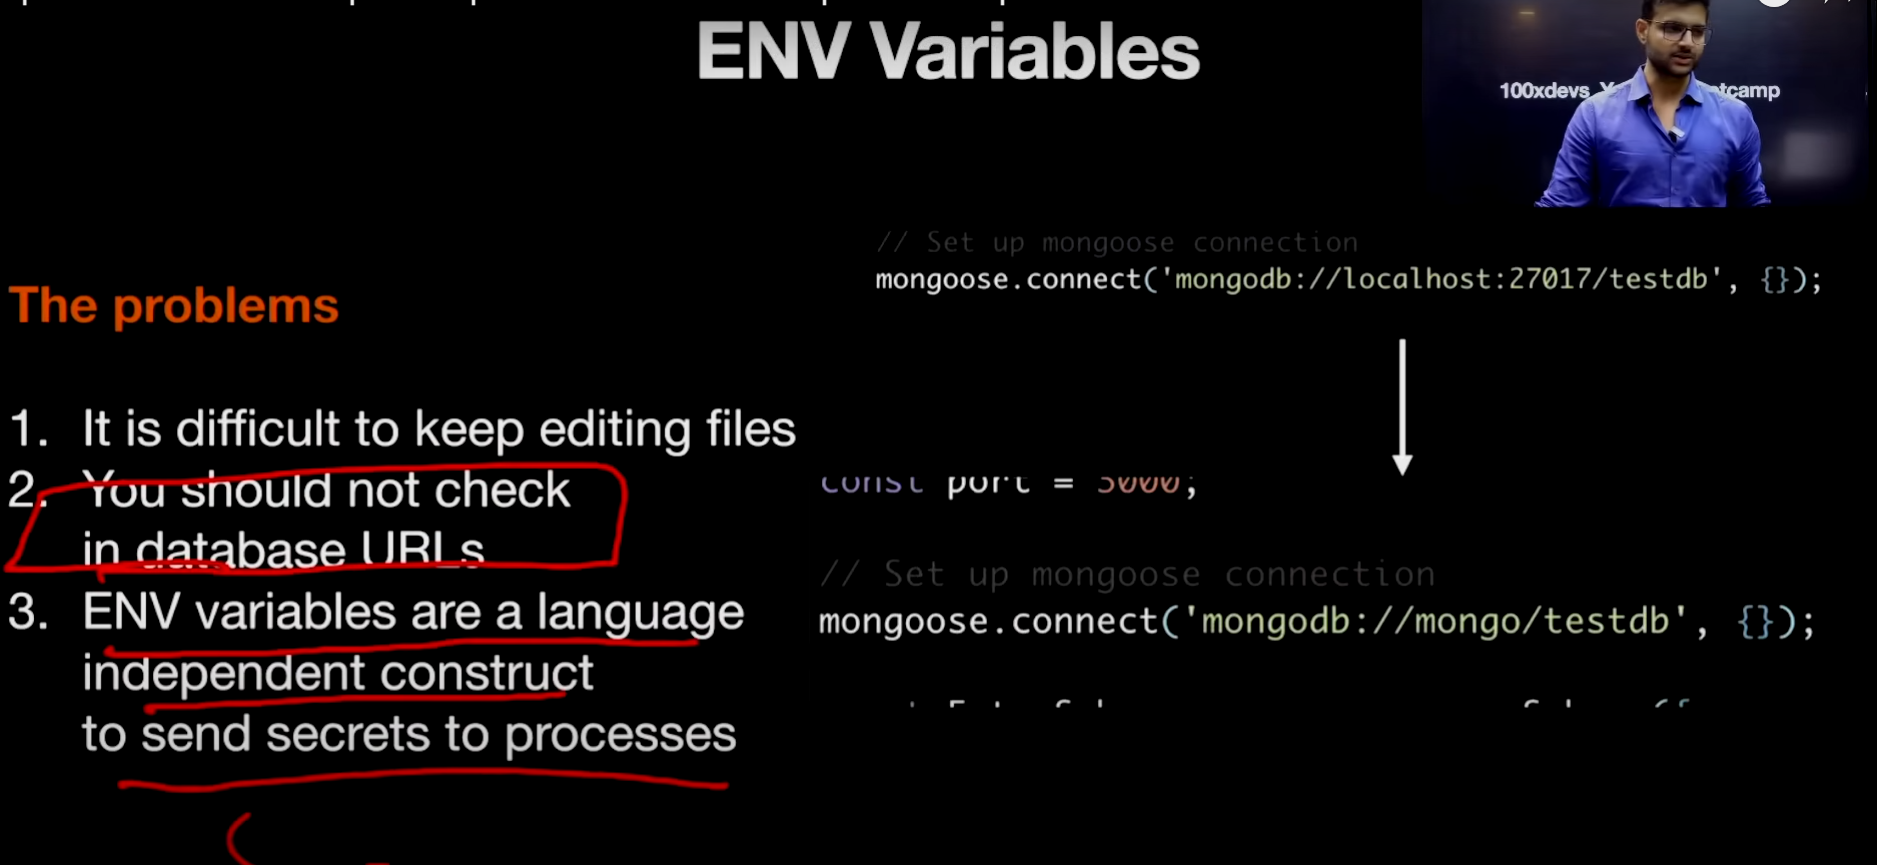 ENV Variables
100xdevs
// Set up mongoose connection
mongoose.connect('mongodb://localhost:27017/testdb', {});
The problems
1. It is difficult to keep editing files
2. You should not check
in database URLs
3. ENV variables are a language
independent construct
to send secrets to processes
const port = 3000;
// Set up mongoose connection
mongoose.connect('mongodb://mongo/testdb', {});